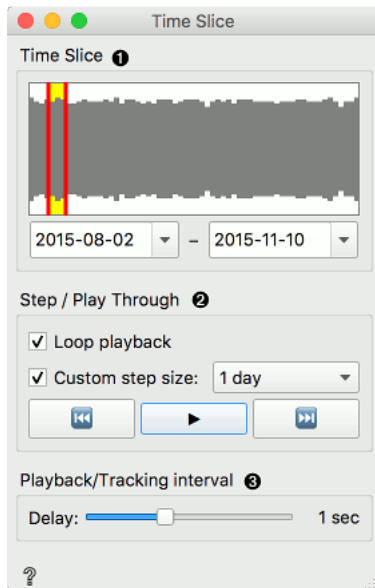 Time Slice
Time Slice ❶
2015-08-02 – 2015-11-10
Step / Play Through ❷
Loop playback
Custom step size: 1 day
Playback/Tracking interval ❸
Delay: 1 sec
?